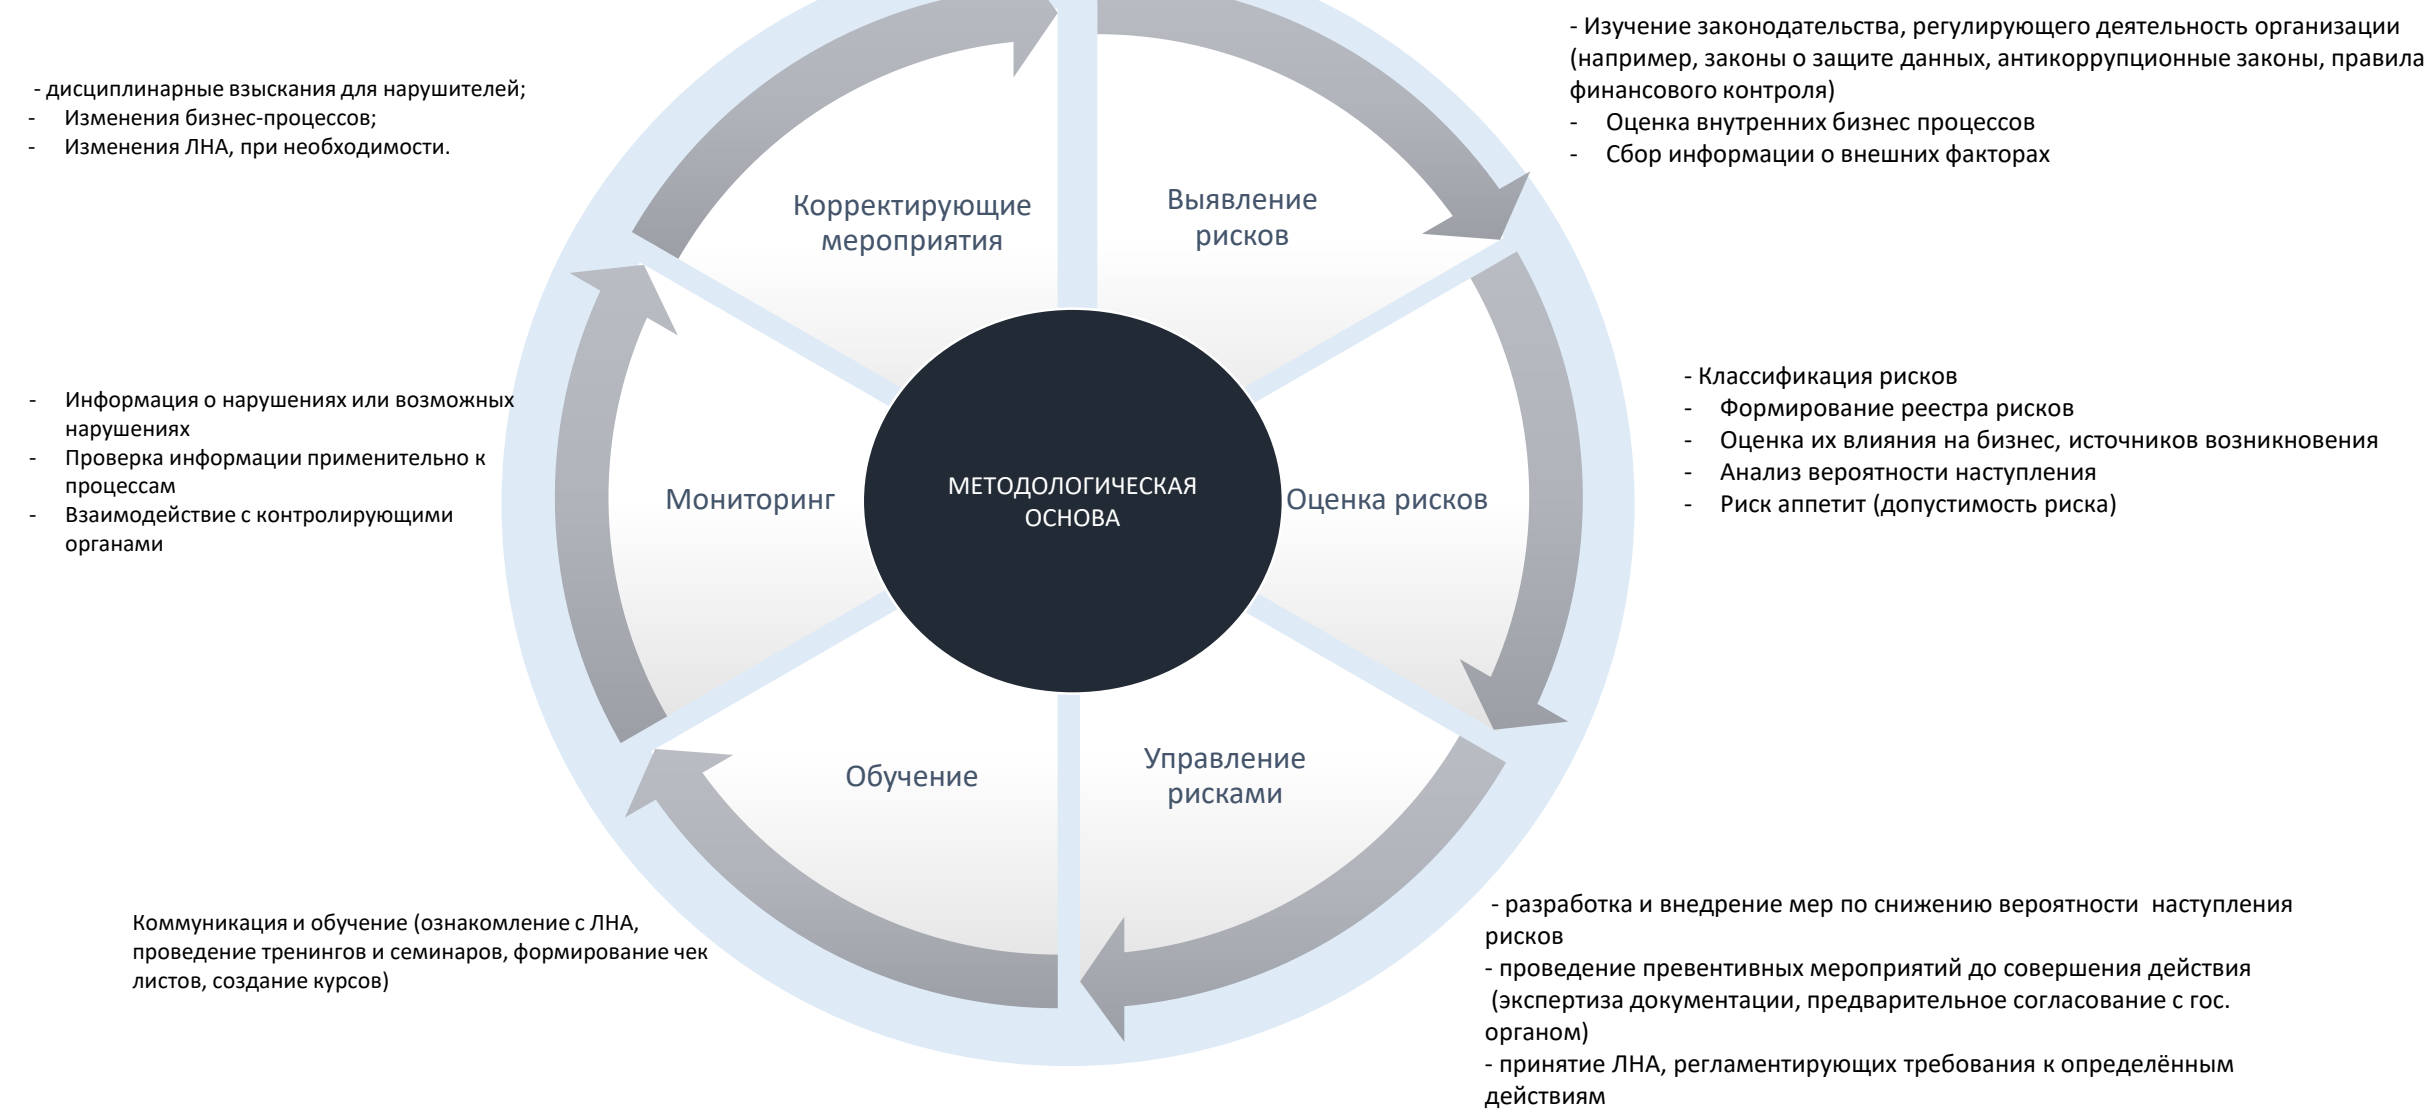 - Изучение законодательства, регулирующего деятельность организации
(например, законы о защите данных, антикоррупционные законы, правила
финансового контроля)
- Оценка внутренних бизнес процессов
- Сбор информации о внешних факторах
- дисциплинарные взыскания для нарушителей;
- Изменения бизнес-процессов;
- Изменения ЛНА, при необходимости.
Корректирующие
мероприятия
Выявление
рисков
- Классификация рисков
- Формирование реестра рисков
- Оценка их влияния на бизнес, источников возникновения
- Анализ вероятности наступления
- Риск аппетит (допустимость риска)
- Информация о нарушениях или возможных
нарушениях
- Проверка информации применительно к
процессам
- Взаимодействие с контролирующими
органами
Мониторинг
МЕТОДОЛОГИЧЕСКАЯ
ОСНОВА
Оценка рисков
Обучение
Управление
рисками
Коммуникация и обучение (ознакомление с ЛНА,
проведение тренингов и семинаров, формирование чек
листов, создание курсов)
- разработка и внедрение мер по снижению вероятности наступления
рисков
- проведение превентивных мероприятий до совершения действия
(экспертиза документации, предварительное согласование с гос.
органом)
- принятие ЛНА, регламентирующих требования к определённым
действиям